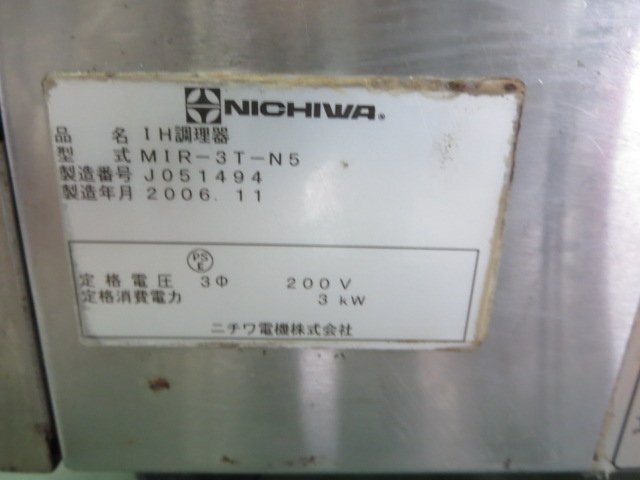 NICHIWA®
品名 IH調理器
型式 MIR-3T-N5
製造番号 J051494
製造年月 2006.11
PSE
定格電圧 3Φ 200V
定格消費電力 3kW
ニチワ電機株式会社